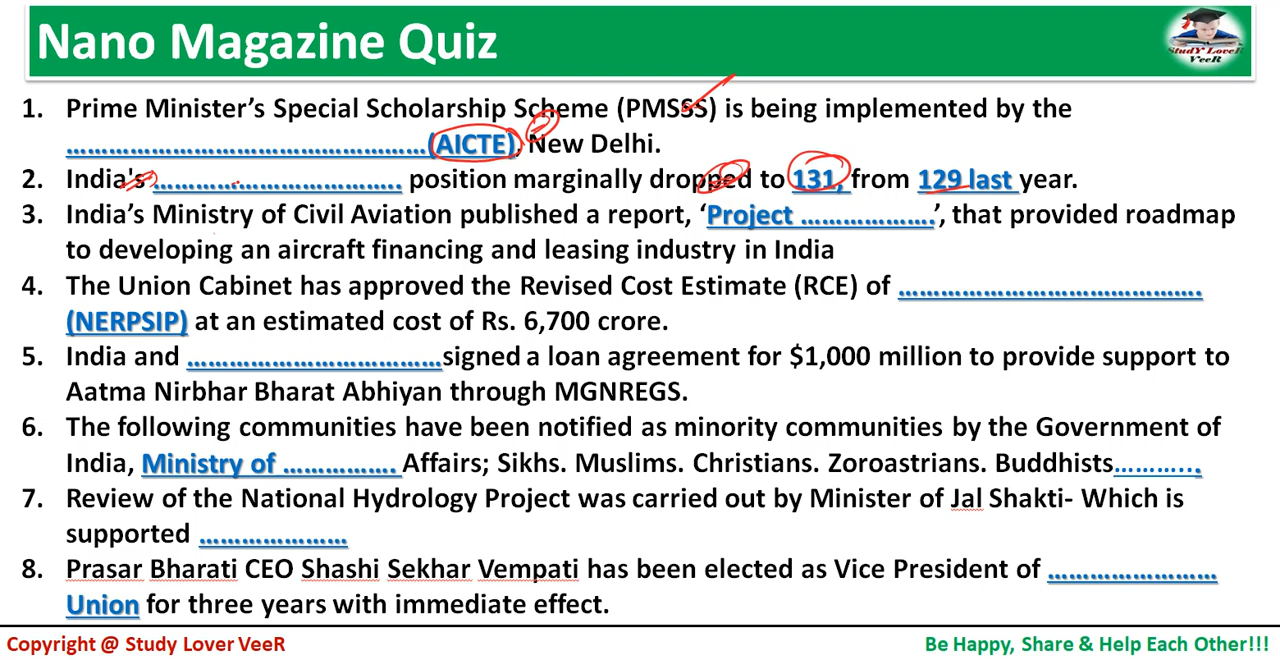 Nano Magazine Quiz
StudY LoveR
VeeR
1. Prime Minister’s Special Scholarship Scheme (PMSSS) is being implemented by the
……………………………………………(AICTE), New Delhi.
2. India's …………………………….. position marginally dropped to 131, from 129 last year.
3. India’s Ministry of Civil Aviation published a report, ‘Project ……………….’, that provided roadmap
to developing an aircraft financing and leasing industry in India
4. The Union Cabinet has approved the Revised Cost Estimate (RCE) of …………………………………….
(NERPSIP) at an estimated cost of Rs. 6,700 crore.
5. India and ………………………………signed a loan agreement for $1,000 million to provide support to
Aatma Nirbhar Bharat Abhiyan through MGNREGS.
6. The following communities have been notified as minority communities by the Government of
India, Ministry of ……………. Affairs; Sikhs. Muslims. Christians. Zoroastrians. Buddhists………...
7. Review of the National Hydrology Project was carried out by Minister of Jal Shakti- Which is
supported …………………
8. Prasar Bharati CEO Shashi Sekhar Vempati has been elected as Vice President of ……………………
Union for three years with immediate effect.
Copyright @ Study Lover VeeR
Be Happy, Share & Help Each Other!!!